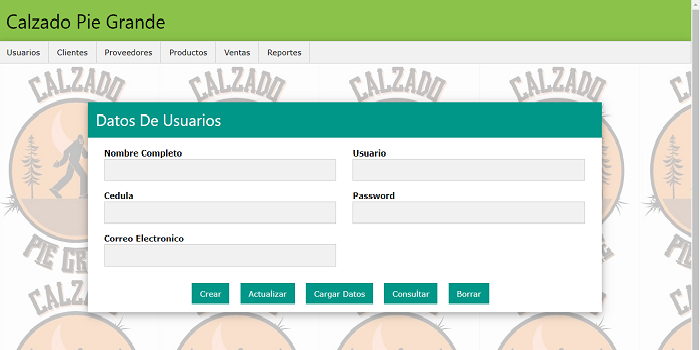 Calzado Pie Grande
Usuarios Clientes Proveedores Productos Ventas Reportes
CALZADO CALZADO CALZADO CALZADO CALZADO
Datos De Usuarios
Nombre Completo Usuario
Cedula Password
Correo Electronico
PIE GR
Crear Actualizar Cargar Datos Consultar Borrar